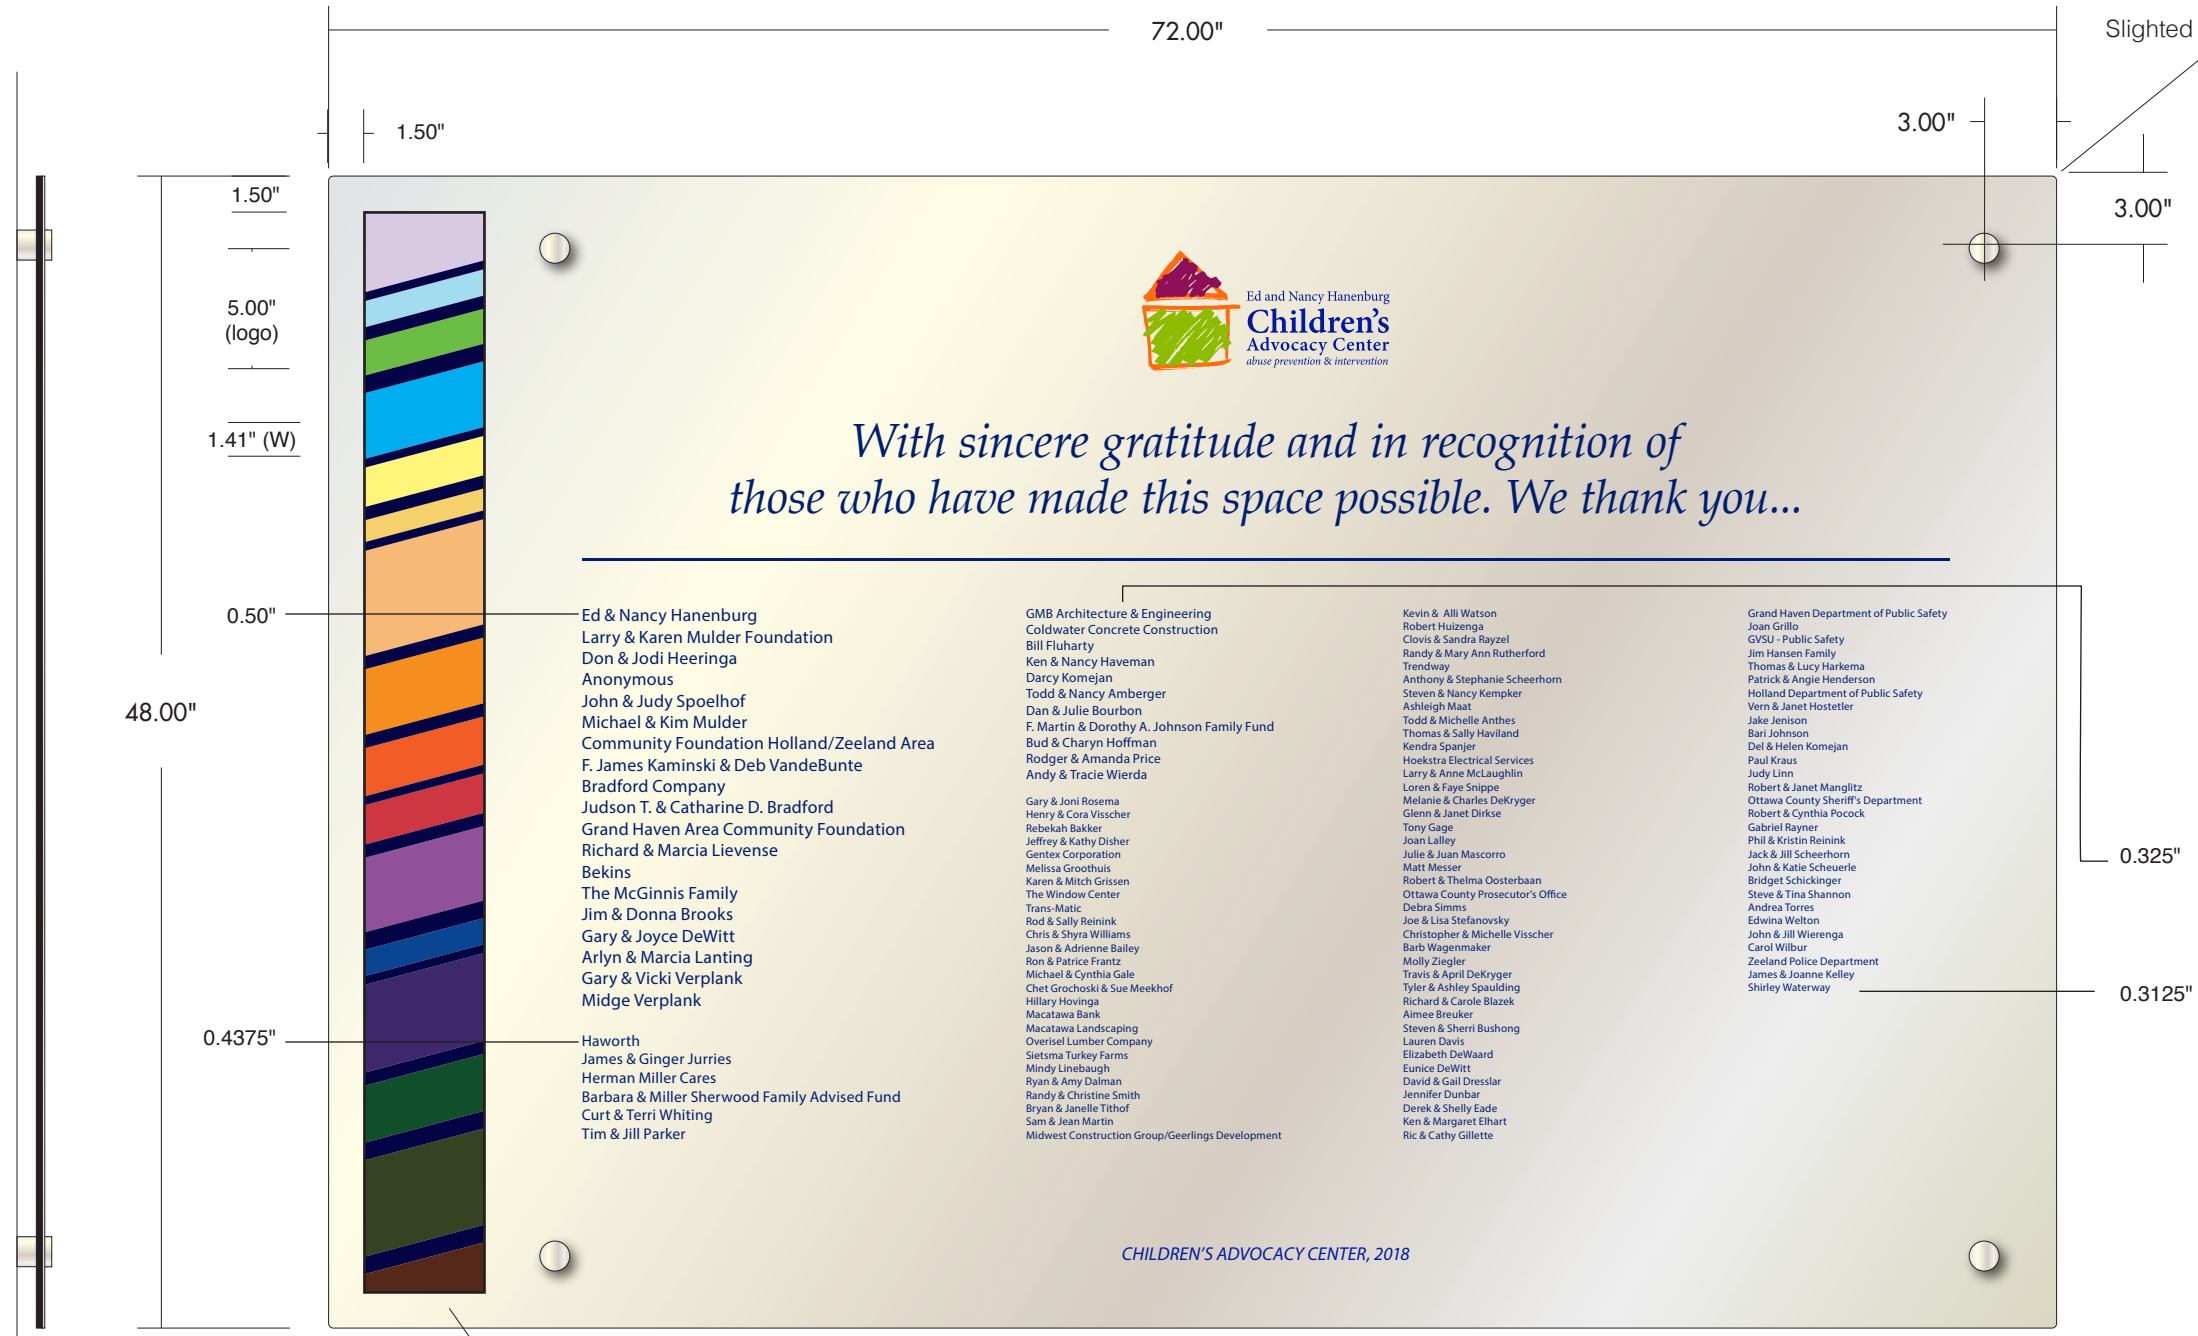 72.00"
Slighted
1.50"
3.00"
1.50"
3.00"
5.00"
(logo)
1.41" (W)
0.50"
48.00"
0.4375"
0.325"
0.3125"
Ed and Nancy Hanenburg
Children's
Advocacy Center
abuse prevention & intervention
With sincere gratitude and in recognition of
those who have made this space possible. We thank you...
Ed & Nancy Hanenburg
Larry & Karen Mulder Foundation
Don & Jodi Heeringa
Anonymous
John & Judy Spoelhof
Michael & Kim Mulder
Community Foundation Holland/Zeeland Area
F. James Kaminski & Deb VandeBunte
Bradford Company
Judson T. & Catharine D. Bradford
Grand Haven Area Community Foundation
Richard & Marcia Lievense
Bekins
The McGinnis Family
Jim & Donna Brooks
Gary & Joyce DeWitt
Arlyn & Marcia Lanting
Gary & Vicki Verplank
Midge Verplank
Haworth
James & Ginger Jurries
Herman Miller Cares
Barbara & Miller Sherwood Family Advised Fund
Curt & Terri Whiting
Tim & Jill Parker
GMB Architecture & Engineering
Coldwater Concrete Construction
Bill Fluharty
Ken & Nancy Haveman
Darcy Komejan
Todd & Nancy Amberger
Dan & Julie Bourbon
F. Martin & Dorothy A. Johnson Family Fund
Bud & Charyn Hoffman
Rodger & Amanda Price
Andy & Tracie Wierda
Gary & Joni Rosema
Henry & Cora Visscher
Rebekah Bakker
Jeffrey & Kathy Disher
Gentex Corporation
Melissa Groothuis
Karen & Mitch Grissen
The Window Center
Trans-Matic
Rod & Sally Reinink
Chris & Shyra Williams
Jason & Adrienne Bailey
Ron & Patrice Frantz
Michael & Cynthia Gale
Chet Grochoski & Sue Meekhof
Hillary Hovinga
Macatawa Bank
Macatawa Landscaping
Overisel Lumber Company
Sietsma Turkey Farms
Mindy Linebaugh
Ryan & Amy Dalman
Randy & Christine Smith
Bryan & Janelle Tithof
Sam & Jean Martin
Midwest Construction Group/Geerlings Development
Kevin & Alli Watson
Robert Huizenga
Clovis & Sandra Rayzel
Randy & Mary Ann Rutherford
Trendway
Anthony & Stephanie Scheerhorn
Steven & Nancy Kempker
Ashleigh Maat
Todd & Michelle Anthes
Thomas & Sally Haviland
Kendra Spanjer
Hoekstra Electrical Services
Larry & Anne McLaughlin
Loren & Faye Snippe
Melanie & Charles DeKryger
Glenn & Janet Dirkse
Tony Gage
Joan Lalley
Julie & Juan Mascorro
Matt Messer
Robert & Thelma Oosterbaan
Ottawa County Prosecutor's Office
Debra Simms
Joe & Lisa Stefanovsky
Christopher & Michelle Visscher
Barb Wagenmaker
Molly Ziegler
Travis & April DeKryger
Tyler & Ashley Spaulding
Richard & Carole Blazek
Aimee Breuker
Steven & Sherri Bushong
Lauren Davis
Elizabeth DeWaard
Eunice DeWitt
David & Gail Dresslar
Jennifer Dunbar
Derek & Shelly Eade
Ken & Margaret Elhart
Ric & Cathy Gillette
Grand Haven Department of Public Safety
Joan Grillo
GVSU - Public Safety
Jim Hansen Family
Thomas & Lucy Harkema
Patrick & Angie Henderson
Holland Department of Public Safety
Vern & Janet Hostetler
Jake Jenison
Bari Johnson
Del & Helen Komejan
Paul Kraus
Judy Linn
Robert & Janet Manglitz
Ottawa County Sheriff's Department
Robert & Cynthia Pocock
Gabriel Rayner
Phil & Kristin Reinink
Jack & Jill Scheerhorn
John & Katie Scheuerle
Bridget Schickinger
Steve & Tina Shannon
Andrea Torres
Edwina Welton
John & Jill Wierenga
Carol Wilbur
Zeeland Police Department
James & Joanne Kelley
Shirley Waterway
CHILDREN'S ADVOCACY CENTER, 2018